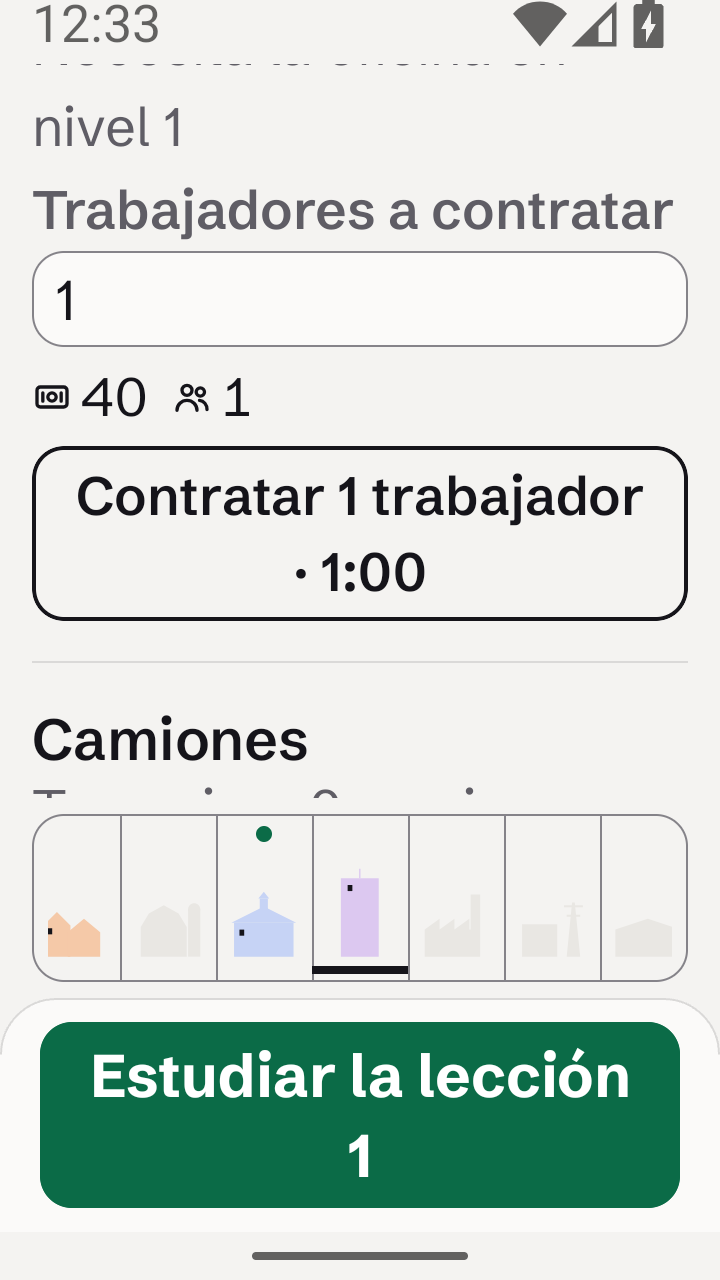 12:33
nivel 1
Trabajadores a contratar
1
40 1
Contratar 1 trabajador
· 1:00
Camiones
Estudiar la lección
1